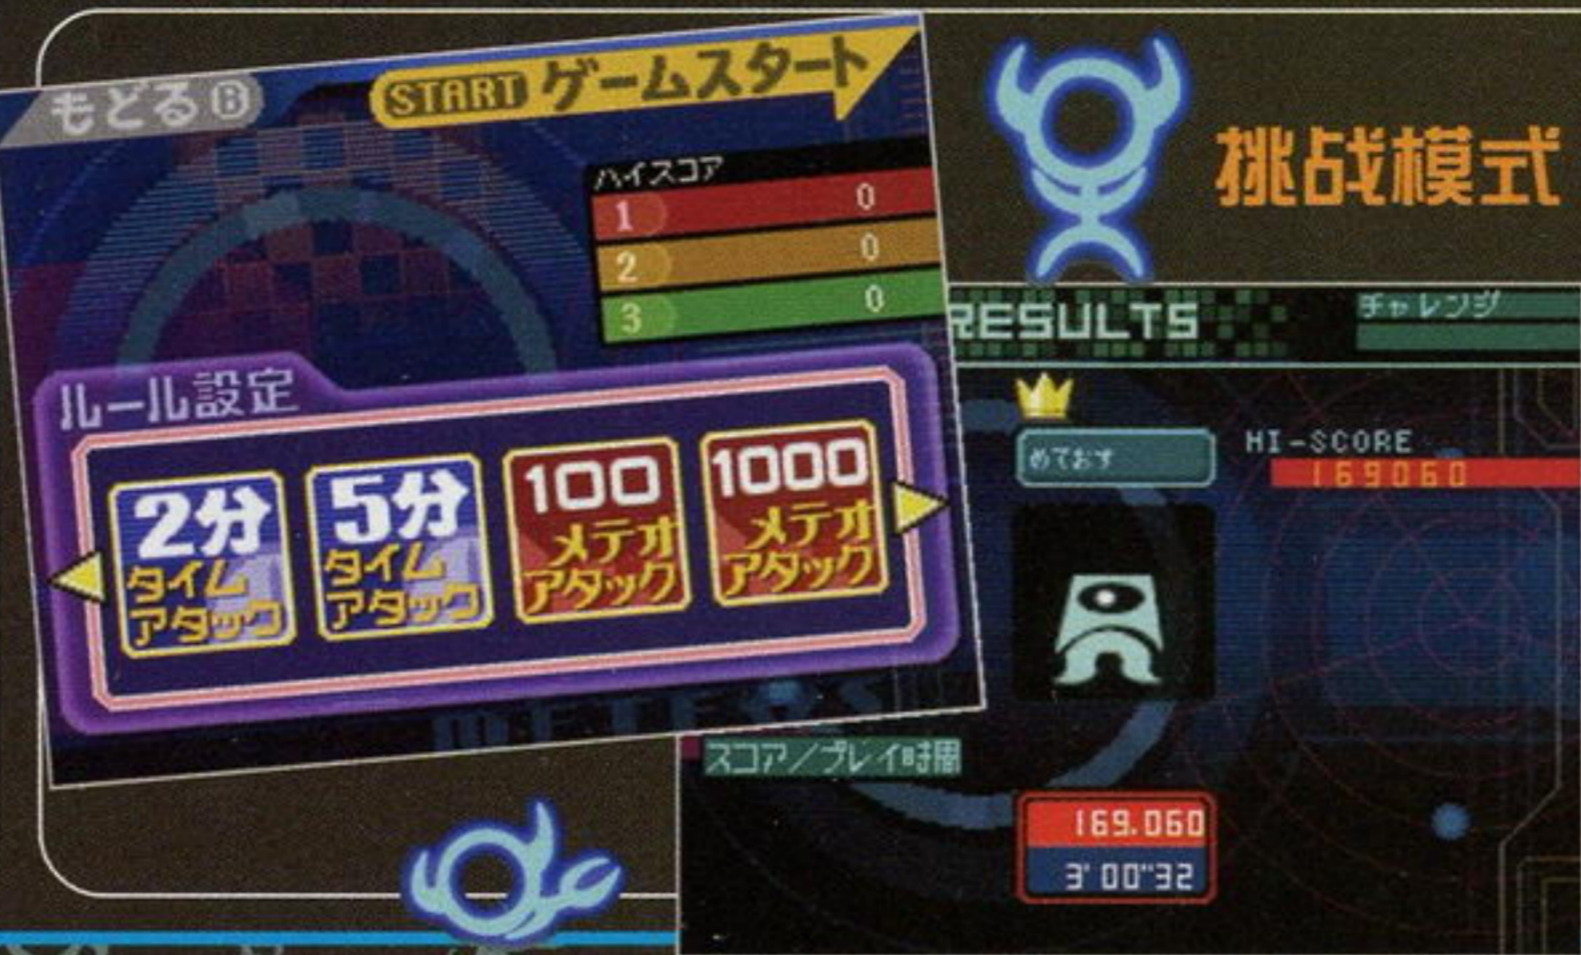 もどるⒷ
START ゲームスタート
ハイスコア
1 0
2 0
3 0
ルール設定
2分
タイム
アタック
5分
タイム
アタック
100
メテオ
アタック
1000
メテオ
アタック
挑战模式
RESULTS
チャレンジ
めておす
HI-SCORE
169060
METEOS
スコア/プレイ時間
169.060
3'00"32